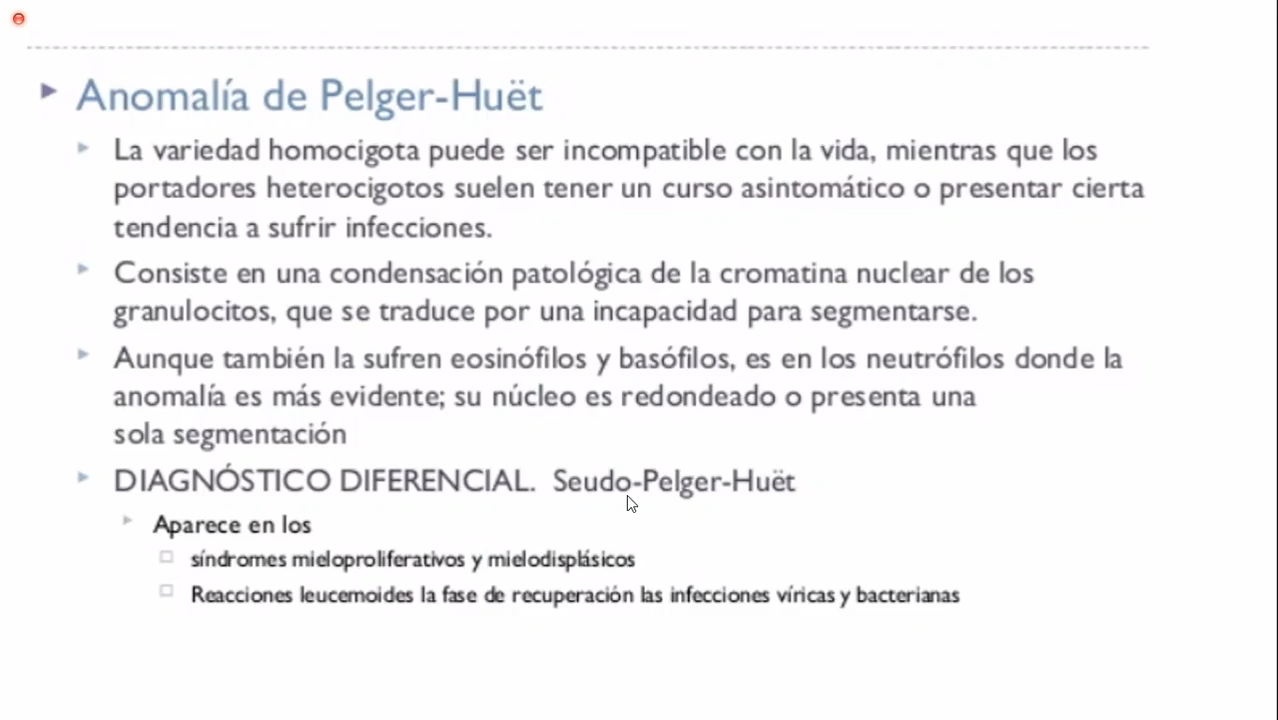 Anomalía de Pelger-Huët
La variedad homocigota puede ser incompatible con la vida, mientras que los
portadores heterocigotos suelen tener un curso asintomático o presentar cierta
tendencia a sufrir infecciones.
Consiste en una condensación patológica de la cromatina nuclear de los
granulocitos, que se traduce por una incapacidad para segmentarse.
Aunque también la sufren eosinófilos y basófilos, es en los neutrófilos donde la
anomalía es más evidente; su núcleo es redondeado o presenta una
sola segmentación
DIAGNÓSTICO DIFERENCIAL. Seudo-Pelger-Huët
Aparece en los
síndromes mieloproliferativos y mielodisplásicos
Reacciones leucemoides la fase de recuperación las infecciones víricas y bacterianas